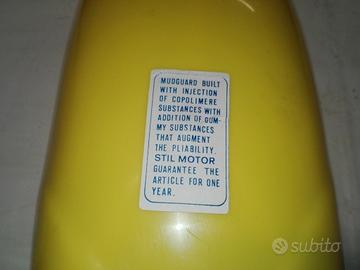 MUDGUARD BUILT
WITH INJECTION
OF COPOLIMERE
SUBSTANCES WITH
ADDITION OF GUM-
MY SUBSTANCES
THAT AUGMENT
THE PLIABILITY.
STIL MOTOR
GUARANTEE THE
ARTICLE FOR ONE
YEAR.
subito